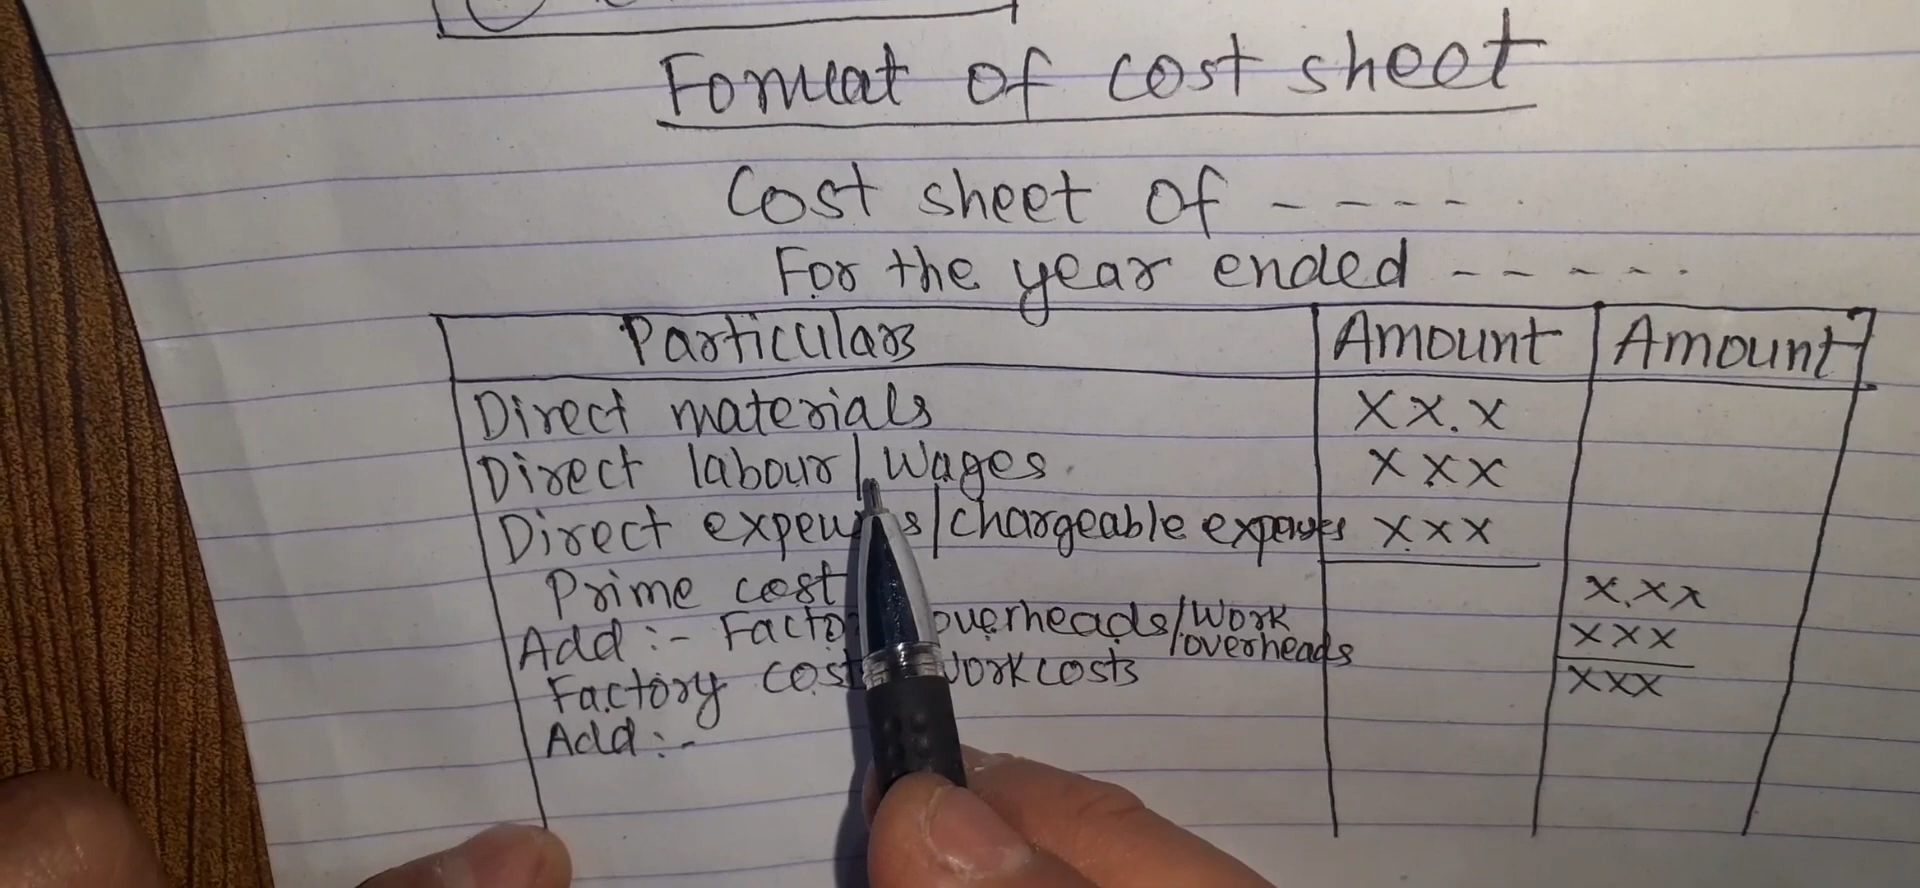 Format of cost sheet
Cost sheet of - - - - -
For the year ended - - - - -
Particulars Amount Amount
Direct materials XX.X
Direct labour/Wages. XXX
Direct /chargeable expenses XXX
Prime cost X.XX
Add:- overheads/Work overheads XXX
Factory cost Work costs XXX
Add:-